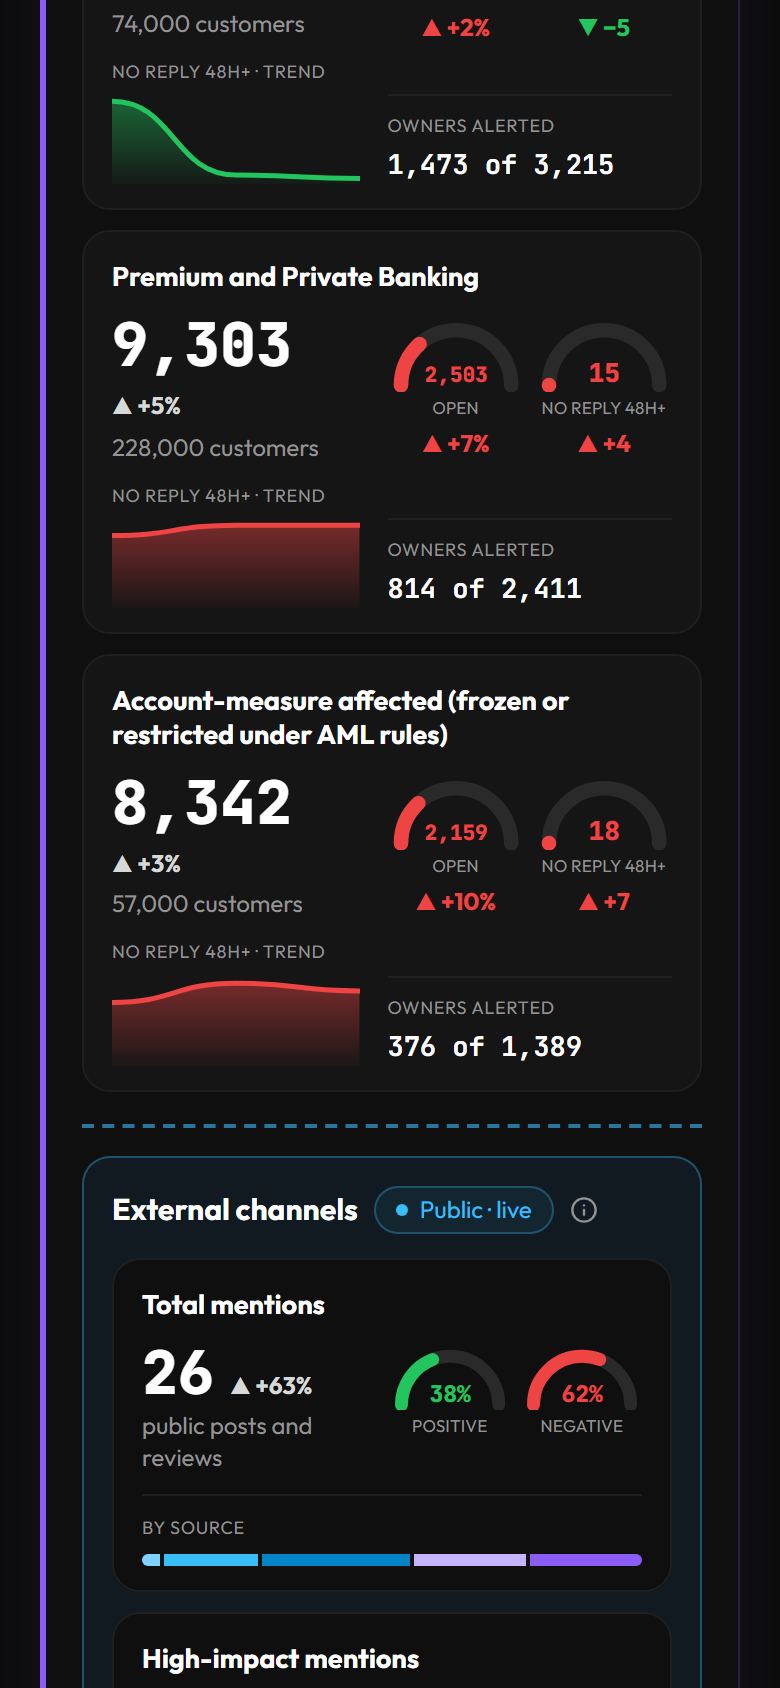 74,000 customers
▲ +2%
▼ −5
NO REPLY 48H+ · TREND
OWNERS ALERTED
1,473 of 3,215
Premium and Private Banking
9,303
▲ +5%
228,000 customers
2,503
OPEN
▲ +7%
15
NO REPLY 48H+
▲ +4
NO REPLY 48H+ · TREND
OWNERS ALERTED
814 of 2,411
Account-measure affected (frozen or
restricted under AML rules)
8,342
▲ +3%
57,000 customers
2,159
OPEN
▲ +10%
18
NO REPLY 48H+
▲ +7
NO REPLY 48H+ · TREND
OWNERS ALERTED
376 of 1,389
External channels
Public · live
Total mentions
26 ▲ +63%
public posts and
reviews
38%
POSITIVE
62%
NEGATIVE
BY SOURCE
High-impact mentions